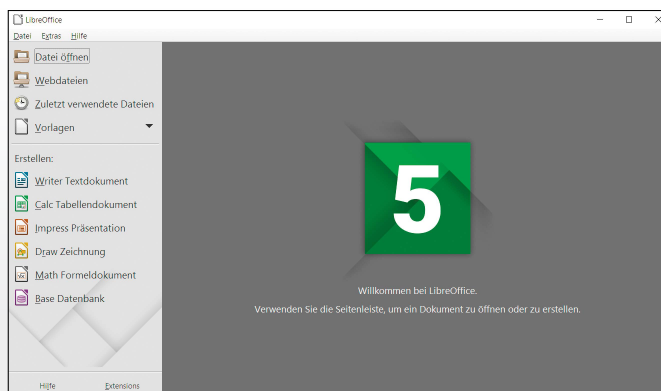 LibreOffice
Datei Extras Hilfe
Datei öffnen
Webdateien
Zuletzt verwendete Dateien
Vorlagen
Erstellen:
Writer Textdokument
Calc Tabellendokument
Impress Präsentation
Draw Zeichnung
Math Formeldokument
Base Datenbank
Hilfe Extensions
5
Willkommen bei LibreOffice.
Verwenden Sie die Seitenleiste, um ein Dokument zu öffnen oder zu erstellen.